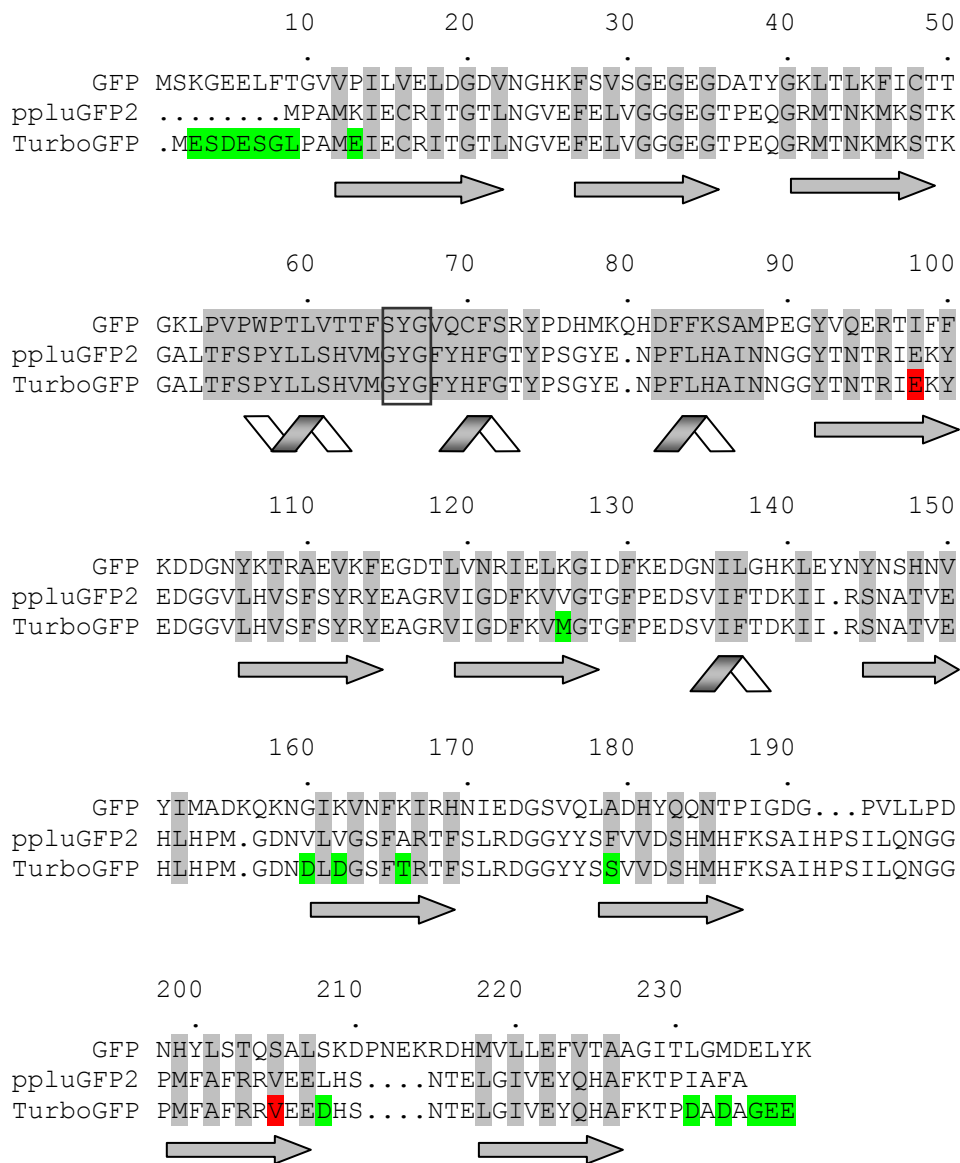 10 20 30 40 50
. . . . .
GFP MSKGEELFTGVVPILVELDGDVNGHKFSVSGEGEGDATYGKLTLKFICTT
ppluGFP2 ........MPAMKIECRITGTLNGVEFELVGGGEGTPEQGRMTNKMKSTK
TurboGFP .MESDESGLPAMEIECRITGTLNGVEFELVGGGEGTPEQGRMTNKMKSTK
60 70 80 90 100
. . . . .
GFP GKLPVPWPTLVTTFSYGVQCFSRYPDHMKQHDFFKSAMPEGYVQERTIFF
ppluGFP2 GALTFSPYLLSHVMGYGFYHFGTYPSGYE.NPFLHAINNGGYTNTRIEKY
TurboGFP GALTFSPYLLSHVMGYGFYHFGTYPSGYE.NPFLHAINNGGYTNTRIEKY
110 120 130 140 150
. . . . .
GFP KDDGNYKTRAEVKFEGDTLVNRIELKGIDFKEDGNILGHKLEYNYNSHNV
ppluGFP2 EDGGVLHVSFSYRYEAGRVIGDFKVVGTGFPEDSVIFTDKII.RSNATVE
TurboGFP EDGGVLHVSFSYRYEAGRVIGDFKVMGTGFPEDSVIFTDKII.RSNATVE
160 170 180 190
. . . .
GFP YIMADKQKNGIKVNFKIRHNIEDGSVQLADHYQQNTPIGDG...PVLLPD
ppluGFP2 HLHPM.GDNVLVGSFARTFSLRDGGYYSFVVDSHMHFKSAIHPSILQNGG
TurboGFP HLHPM.GDNDLDGSFTRTFSLRDGGYYSSVVDSHMHFKSAIHPSILQNGG
200 210 220 230
. . . .
GFP NHYLSTQSALSKDPNEKRDHMVLLEFVTAAGITLGMDELYK
ppluGFP2 PMFAFRRVEELHS....NTELGIVEYQHAFKTPIAFA
TurboGFP PMFAFRRVEEDHS....NTELGIVEYQHAFKTPDADAGEE